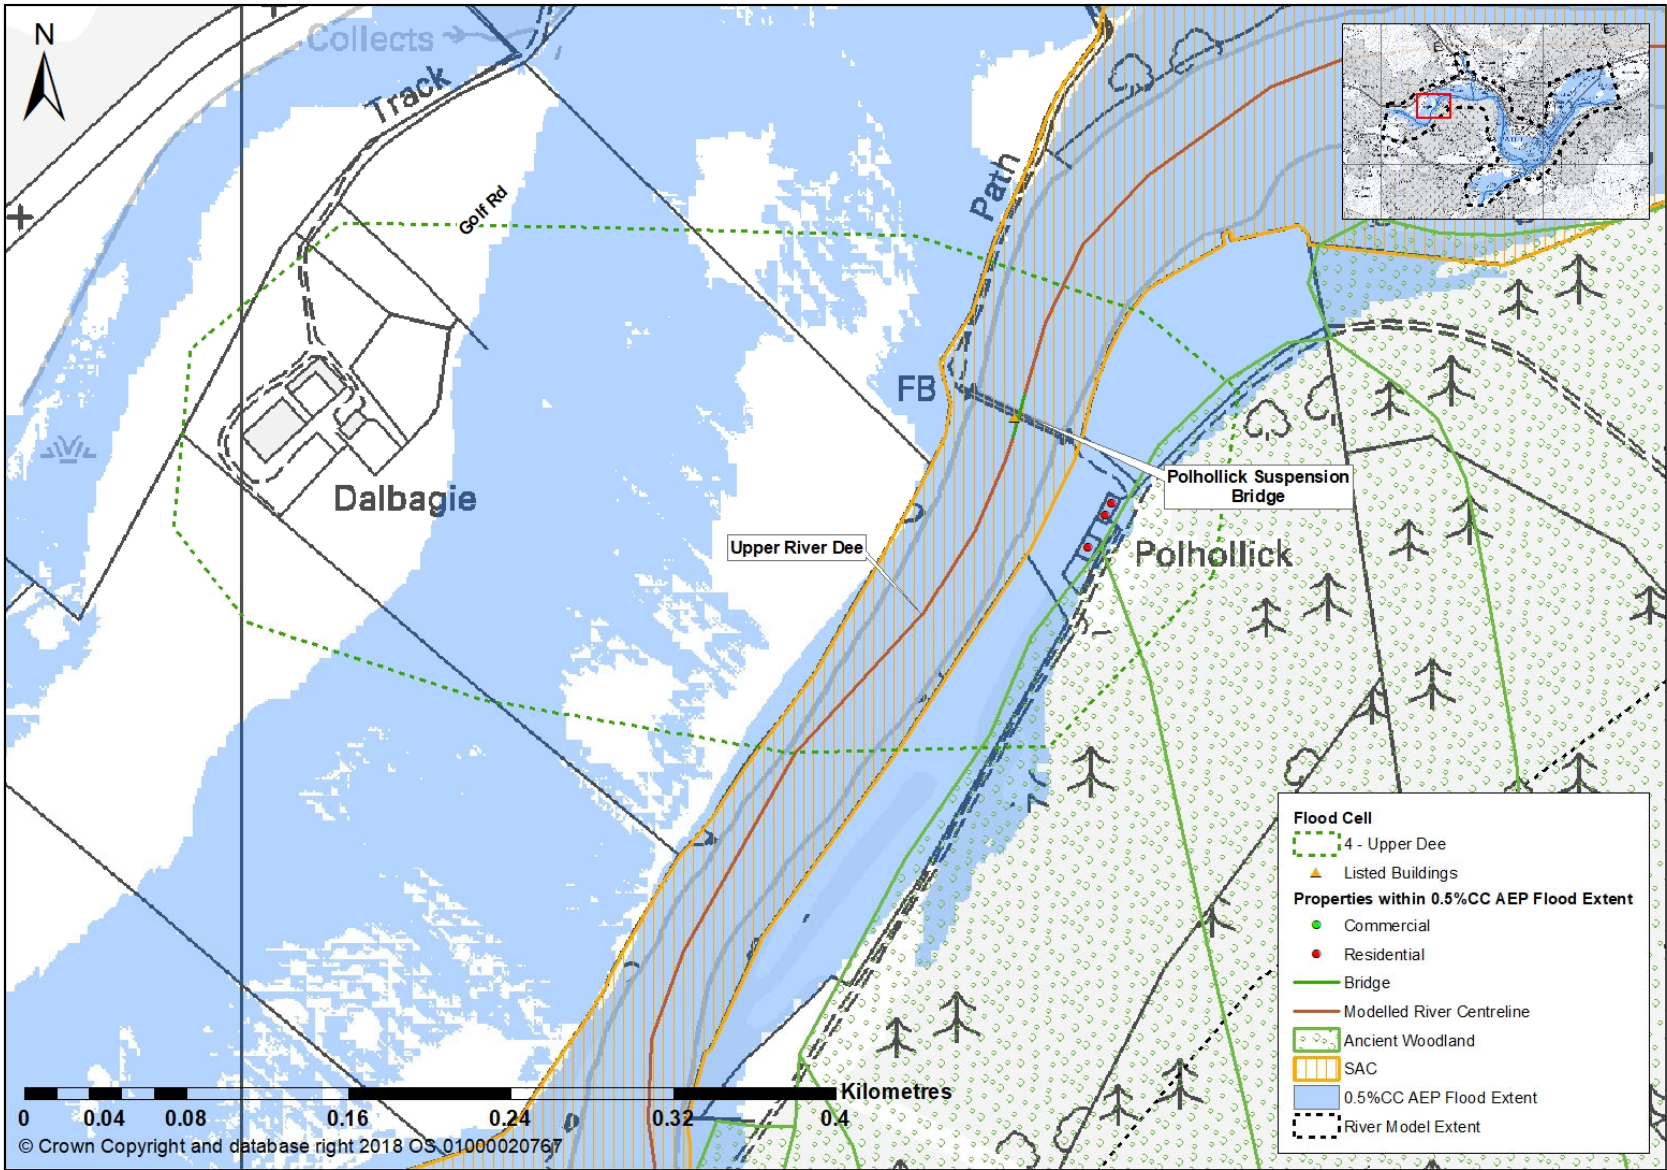 N
Collects
Track
Golf Rd
Path
FB
Dalbagie
Polhollick Suspension
Bridge
Upper River Dee
Polhollick
Flood Cell
4 - Upper Dee
Listed Buildings
Properties within 0.5%CC AEP Flood Extent
Commercial
Residential
Bridge
Modelled River Centreline
Ancient Woodland
SAC
0.5%CC AEP Flood Extent
River Model Extent
Kilometres
0 0.04 0.08 0.16 0.24 0.32 0.4
© Crown Copyright and database right 2018 OS 01000020767